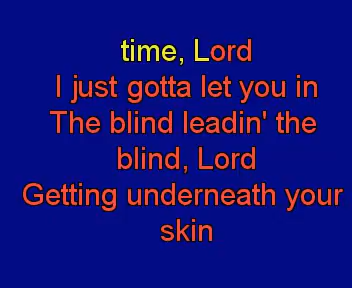 time, Lord
I just gotta let you in
The blind leadin' the
blind, Lord
Getting underneath your
skin